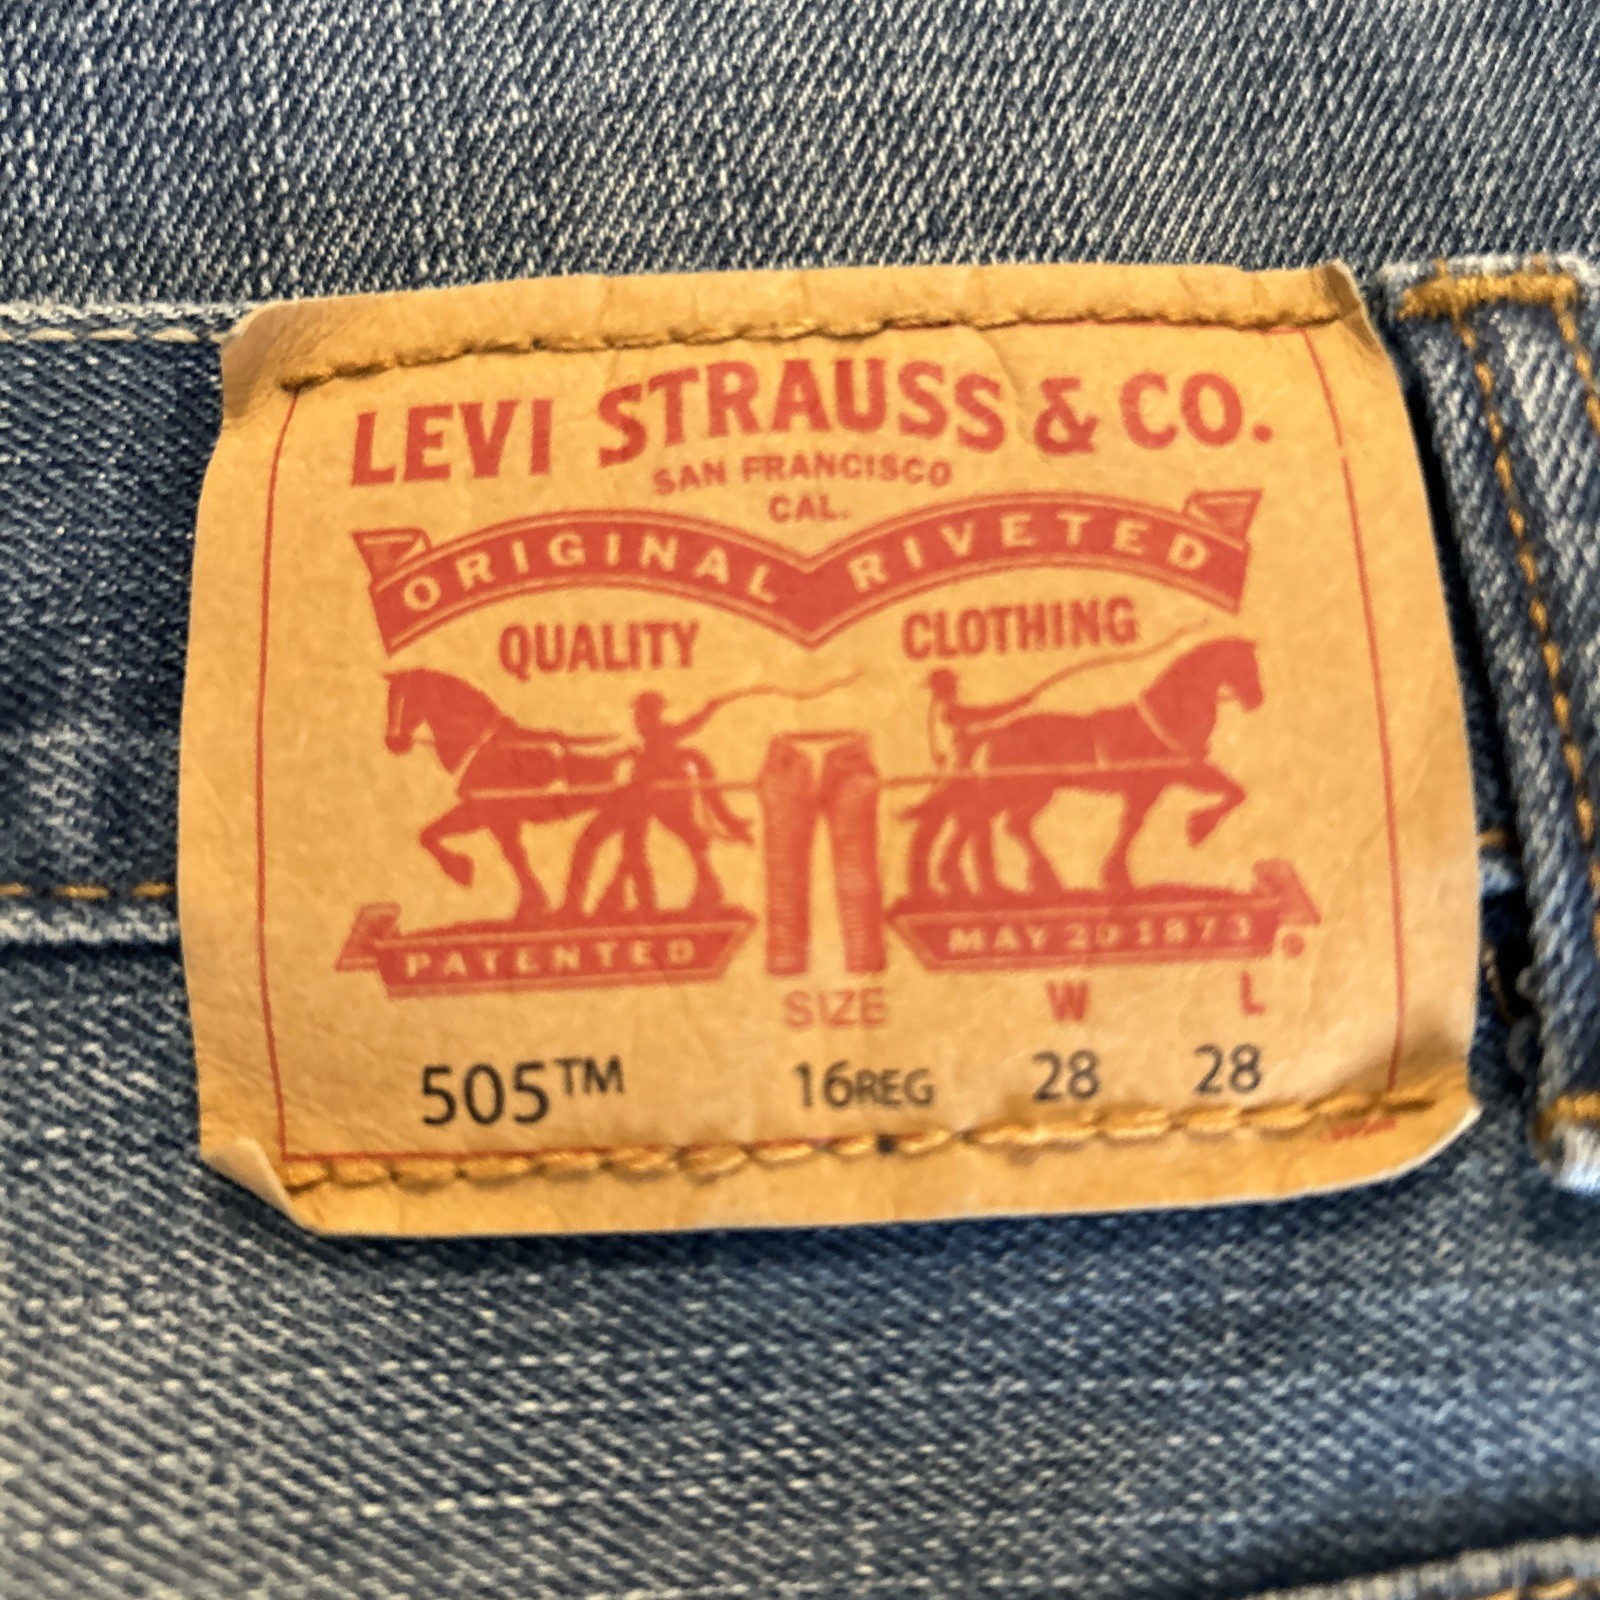 LEVI STRAUSS & CO.
SAN FRANCISCO
CAL.
ORIGINAL RIVETED
QUALITY CLOTHING
PATENTED MAY 20 1873
SIZE W L
505™ 16REG 28 28